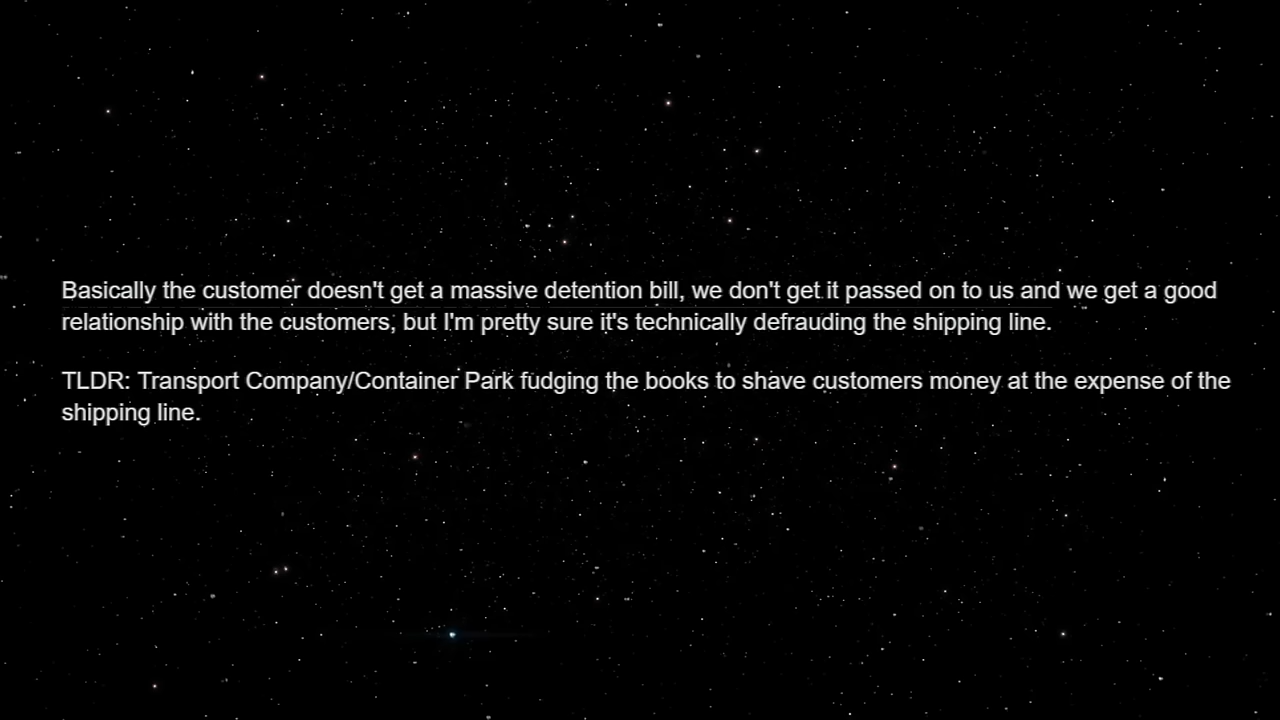 Basically the customer doesn't get a massive detention bill, we don't get it passed on to us and we get a good
relationship with the customers, but I'm pretty sure it's technically defrauding the shipping line.
TLDR: Transport Company/Container Park fudging the books to shave customers money at the expense of the
shipping line.